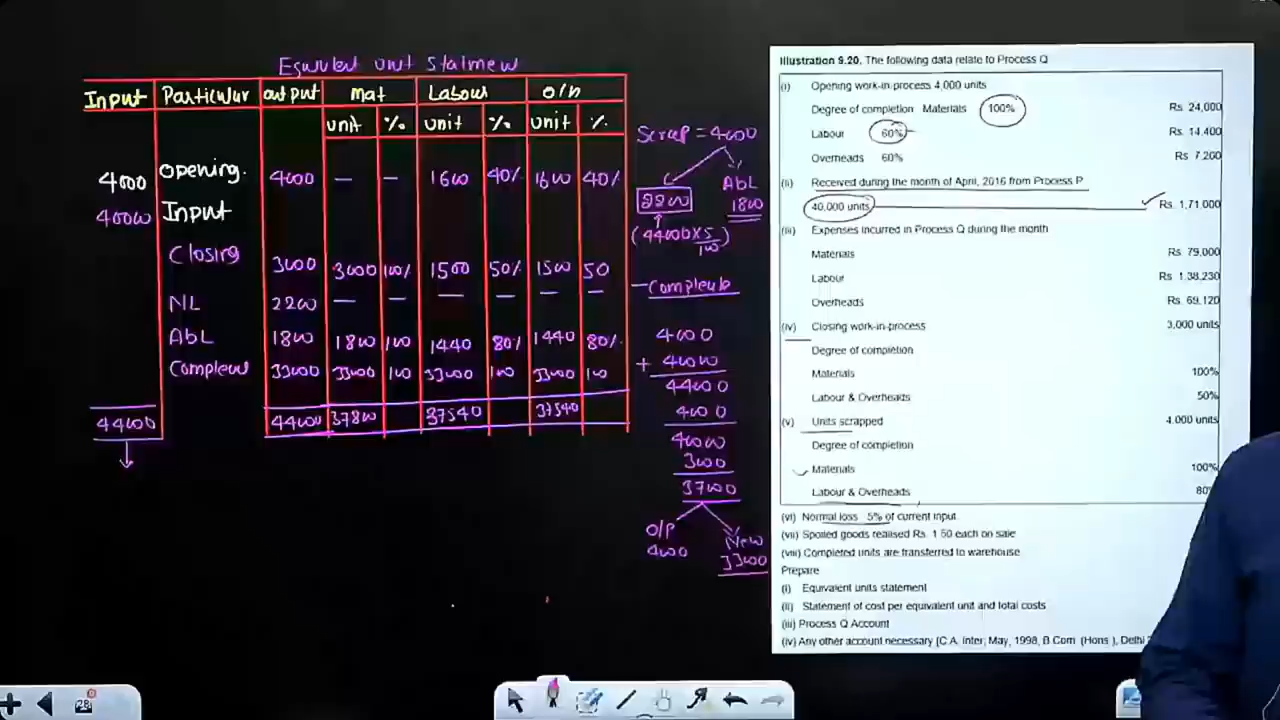 Equvlent unit Statmew
Input Particular output Mat Labour O/H
unit % unit % unit %
4000 Opening. 4000 — — 1600 40% 1600 40%
40000 Input
Closing 3000 3000 100% 1500 50% 1500 50
NL 2200 — — — — — —
AbL 1800 1800 100 1440 80% 1440 80%
Complew 33000 33000 100 33000 100 33000 100
44000 44000 37800 37540 37540
Scrap = 4000
2200 AbL 1800
(44000 X 5/100)
Complete
4000
+ 40000
44000
4000
40000
3000
37000
O/P New
4000 33000
Illustration 9.20. The following data relate to Process Q
(i) Opening work-in-process 4,000 units
Degree of completion Materials 100% Rs. 24,000
Labour 60% Rs. 14,400
Overheads 60% Rs 7,200
(ii) Received during the month of April, 2016 from Process P
40,000 units Rs. 1,71,000
(iii) Expenses incurred in Process Q during the month
Materials Rs 79,000
Labour Rs 1,38,230
Overheads Rs. 69,120
(iv) Closing work-in-process 3,000 units
Degree of completion
Materials 100%
Labour & Overheads 50%
(v) Units scrapped 4,000 units
Degree of completion
Materials 100%
Labour & Overheads 80
(vi) Normal loss 5% of current input
(vii) Spoiled goods realised Rs. 1.50 each on sale
(viii) Completed units are transferred to warehouse
Prepare
(i) Equivalent units statement
(ii) Statement of cost per equivalent unit and total costs
(iii) Process Q Account
(iv) Any other account necessary (C.A. Inter, May, 1998, B.Com. (Hons.), Delhi
28